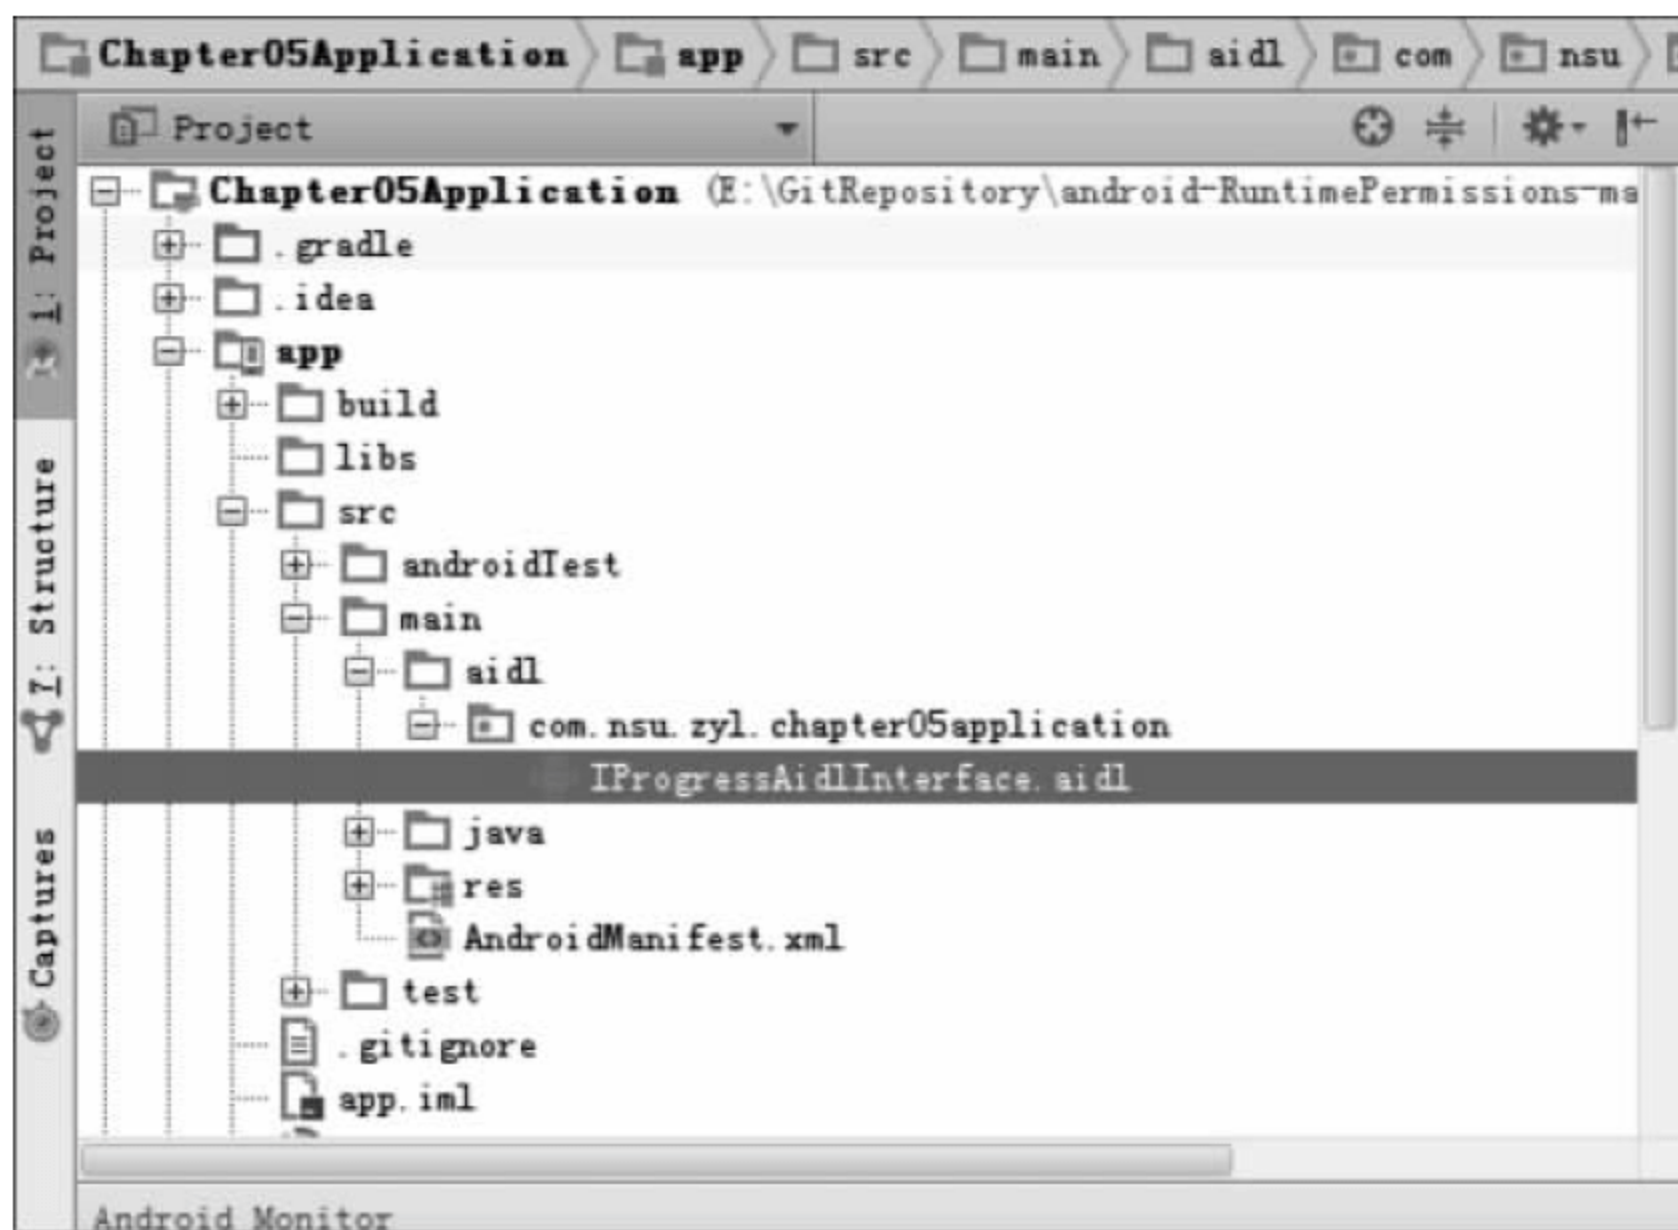 Chapter05Application app src main aidl com nsu
Project
Chapter05Application (E:\GitRepository\android-RuntimePermissions-ma
.gradle
.idea
app
build
libs
src
androidTest
main
aidl
com.nsu.zyl.chapter05application
IProgressAidlInterface.aidl
java
res
AndroidManifest.xml
test
.gitignore
app.iml
1: Project
7: Structure
Captures
Android Monitor